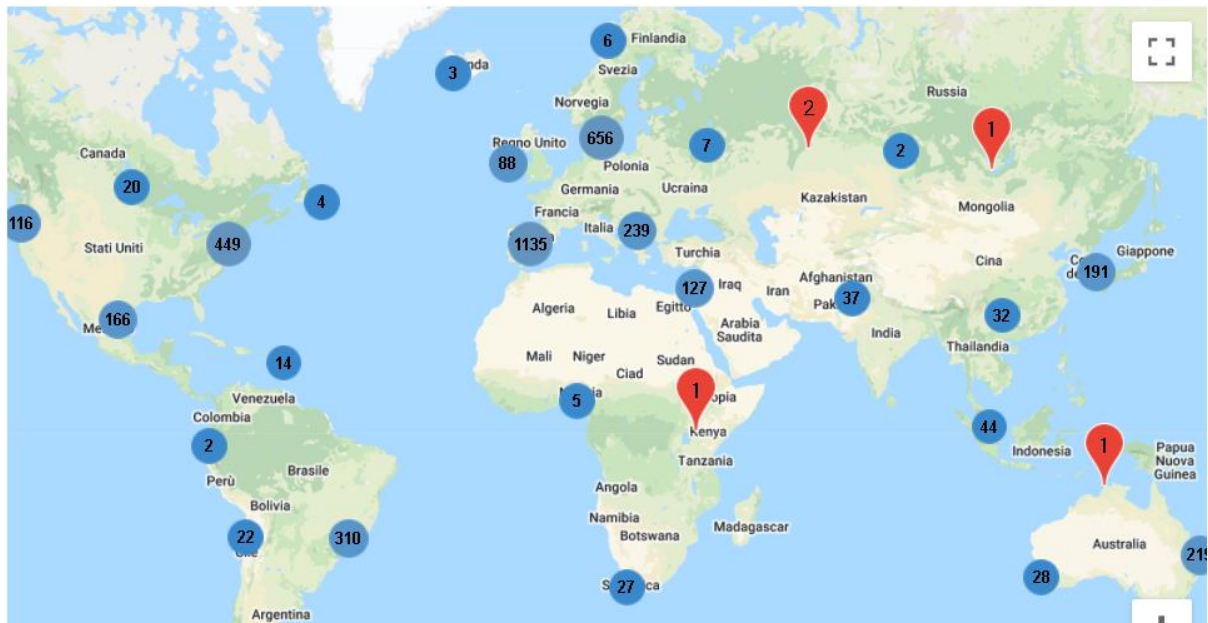 6
Finlandia
3
Svezia
Russia
2
1
Norvegia
656
Regno Unito
88
7
2
Canada
Polonia
20
Germania
Ucraina
4
Kazakistan
Mongolia
116
Francia
Stati Uniti
449
1135
Italia
239
Turchia
Cina
Giappone
191
Afghanistan
127
Iraq
Iran
37
Algeria
Libia
Egitto
166
32
Arabia
Saudita
India
Thailandia
14
Mali
Niger
Ciad
Sudan
Venezuela
5
1
Colombia
Kenya
44
2
Tanzania
Indonesia
1
Papua
Nuova
Guinea
Perù
Brasile
Angola
Bolivia
Namibia
Botswana
Madagascar
22
310
Australia
219
27
28
Argentina